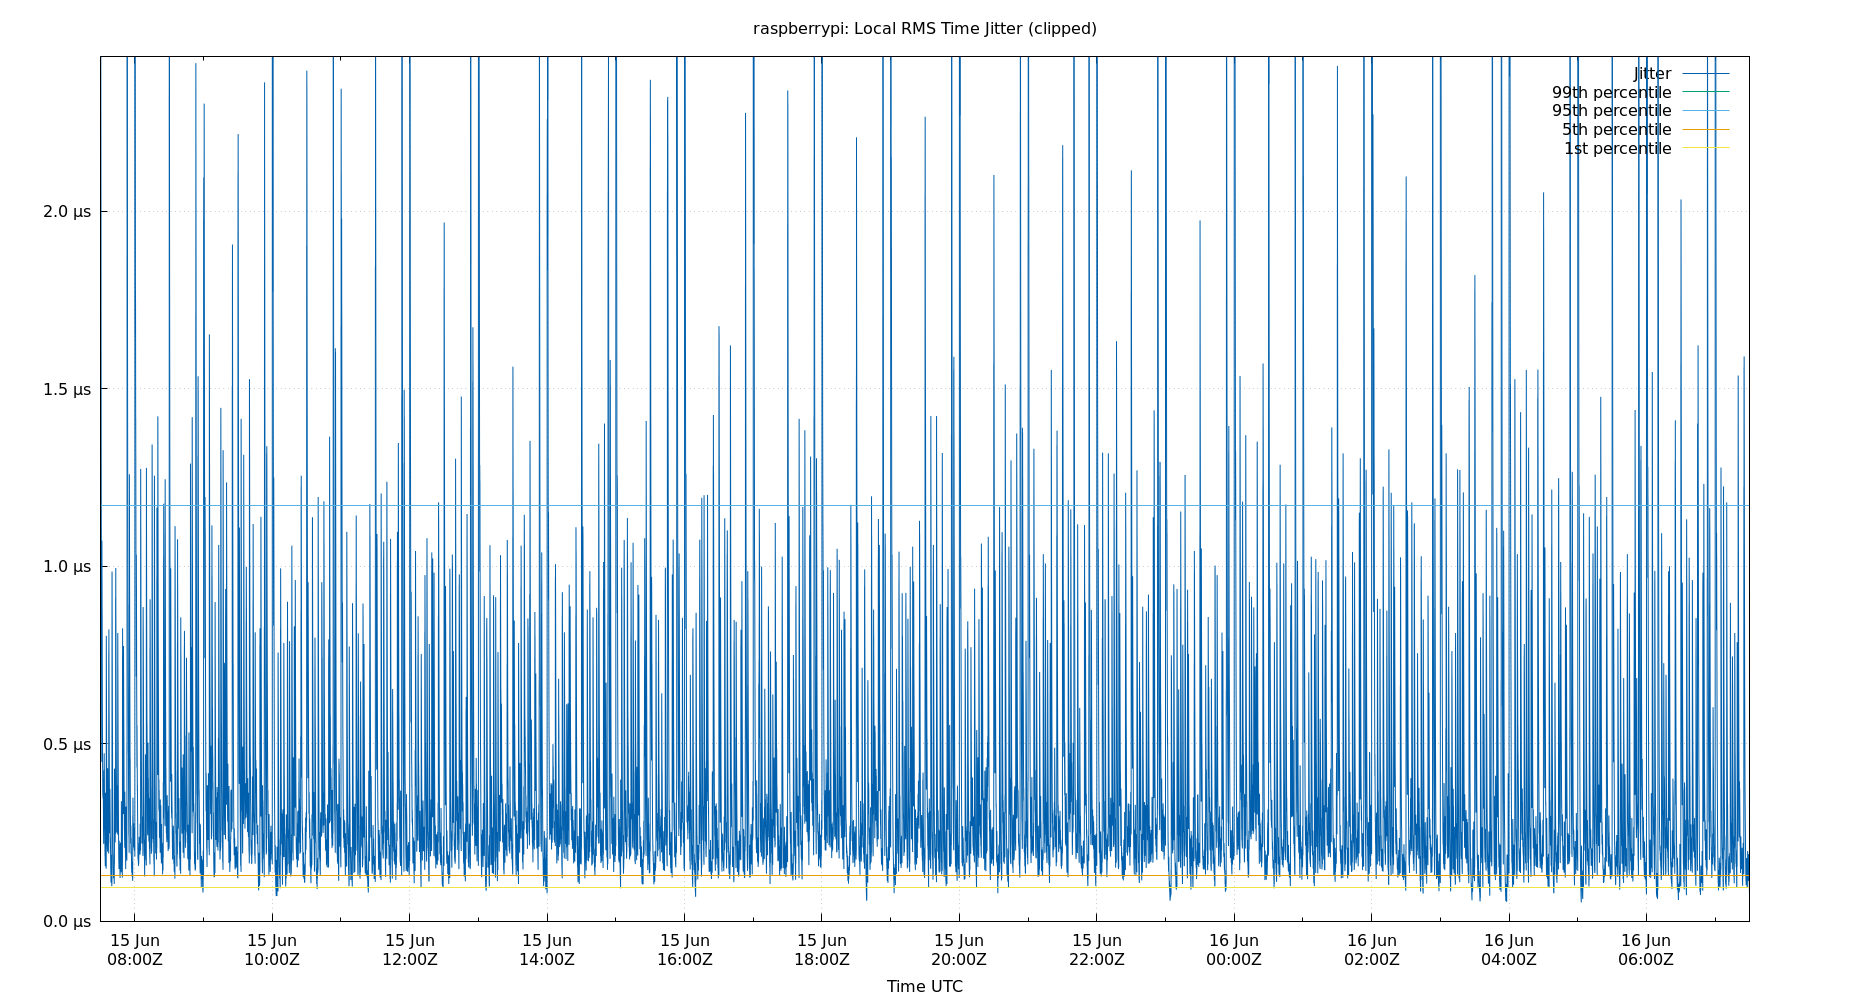 raspberrypi: Local RMS Time Jitter (clipped)
Jitter
99th percentile
95th percentile
5th percentile
1st percentile
2.0 µs
1.5 µs
1.0 µs
0.5 µs
0.0 µs
15 Jun 15 Jun 15 Jun 15 Jun 15 Jun 15 Jun 15 Jun 15 Jun 16 Jun 16 Jun 16 Jun 16 Jun
08:00Z 10:00Z 12:00Z 14:00Z 16:00Z 18:00Z 20:00Z 22:00Z 00:00Z 02:00Z 04:00Z 06:00Z
Time UTC